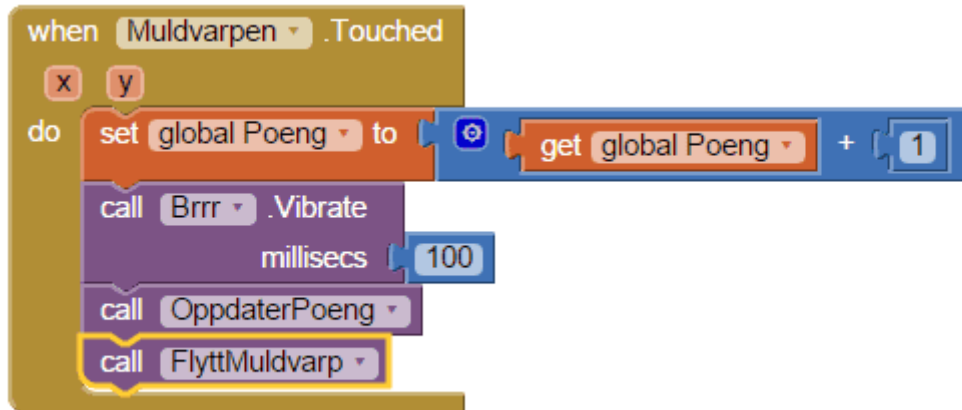 when Muldvarpen .Touched
x y
do set global Poeng to get global Poeng + 1
call Brrr .Vibrate
millisecs 100
call OppdaterPoeng
call FlyttMuldvarp